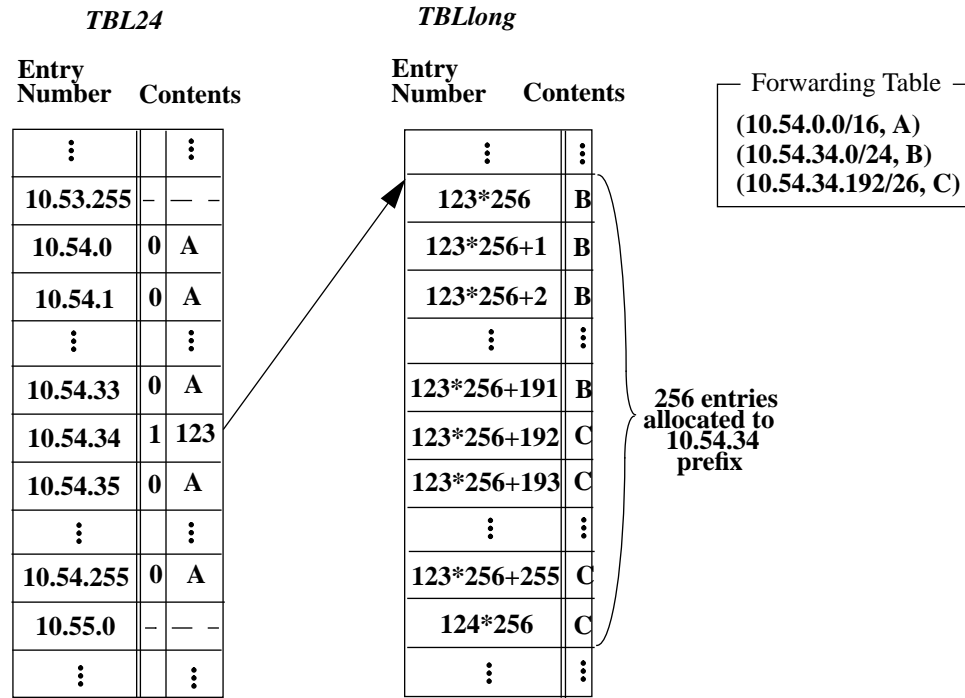 TBL24
Entry
Number Contents
⋮ ⋮
10.53.255 – — –
10.54.0 0 A
10.54.1 0 A
⋮ ⋮
10.54.33 0 A
10.54.34 1 123
10.54.35 0 A
⋮ ⋮
10.54.255 0 A
10.55.0 – — –
⋮ ⋮
TBLlong
Entry
Number Contents
⋮ ⋮
123*256 B
123*256+1 B
123*256+2 B
⋮ ⋮
123*256+191 B
123*256+192 C
123*256+193 C
⋮ ⋮
123*256+255 C
124*256 C
⋮ ⋮
256 entries
allocated to
10.54.34
prefix
Forwarding Table
(10.54.0.0/16, A)
(10.54.34.0/24, B)
(10.54.34.192/26, C)